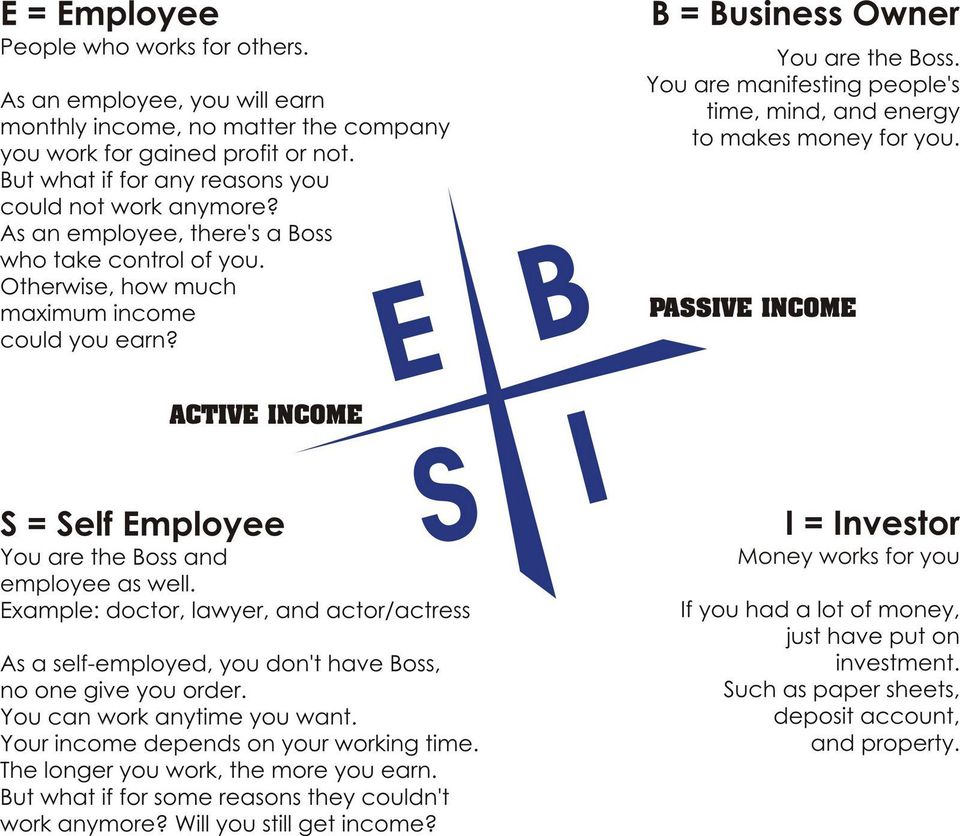 E = Employee
People who works for others.
As an employee, you will earn
monthly income, no matter the company
you work for gained profit or not.
But what if for any reasons you
could not work anymore?
As an employee, there's a Boss
who take control of you.
Otherwise, how much
maximum income
could you earn?
B = Business Owner
You are the Boss.
You are manifesting people's
time, mind, and energy
to makes money for you.
E
B
PASSIVE INCOME
ACTIVE INCOME
S
I
S = Self Employee
You are the Boss and
employee as well.
Example: doctor, lawyer, and actor/actress
As a self-employed, you don't have Boss,
no one give you order.
You can work anytime you want.
Your income depends on your working time.
The longer you work, the more you earn.
But what if for some reasons they couldn't
work anymore? Will you still get income?
I = Investor
Money works for you
If you had a lot of money,
just have put on
investment.
Such as paper sheets,
deposit account,
and property.